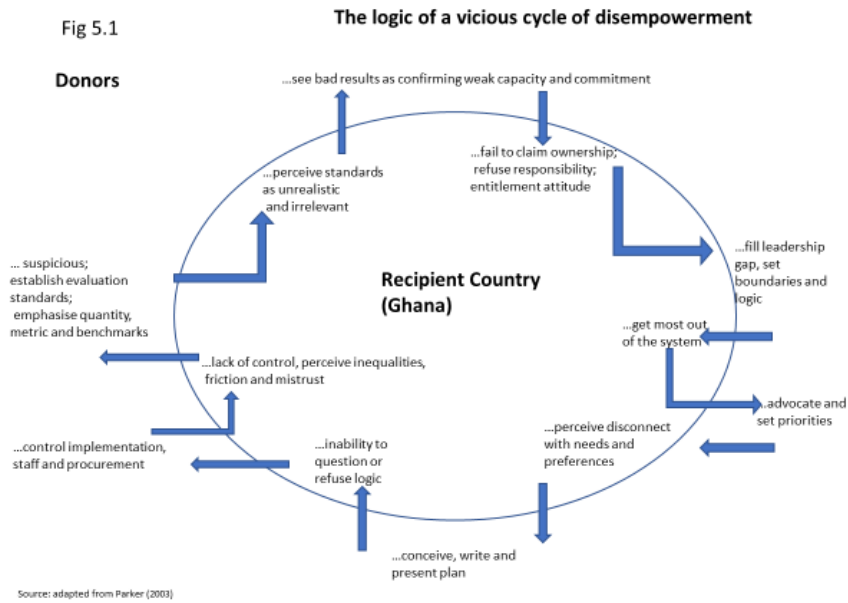 The logic of a vicious cycle of disempowerment
Fig 5.1
Donors
...see bad results as confirming weak capacity and commitment
...fail to claim ownership;
refuse responsibility;
entitlement attitude
...fill leadership
gap, set
boundaries and
logic
...get most out
of the system
...advocate and
set priorities
...perceive disconnect
with needs and
preferences
...conceive, write and
present plan
...inability to
question or
refuse logic
...control implementation,
staff and procurement
...lack of control, perceive inequalities,
friction and mistrust
... suspicious;
establish evaluation
standards;
emphasise quantity,
metric and benchmarks
...perceive standards
as unrealistic
and irrelevant
Recipient Country
(Ghana)
Source: adapted from Parker (2003)